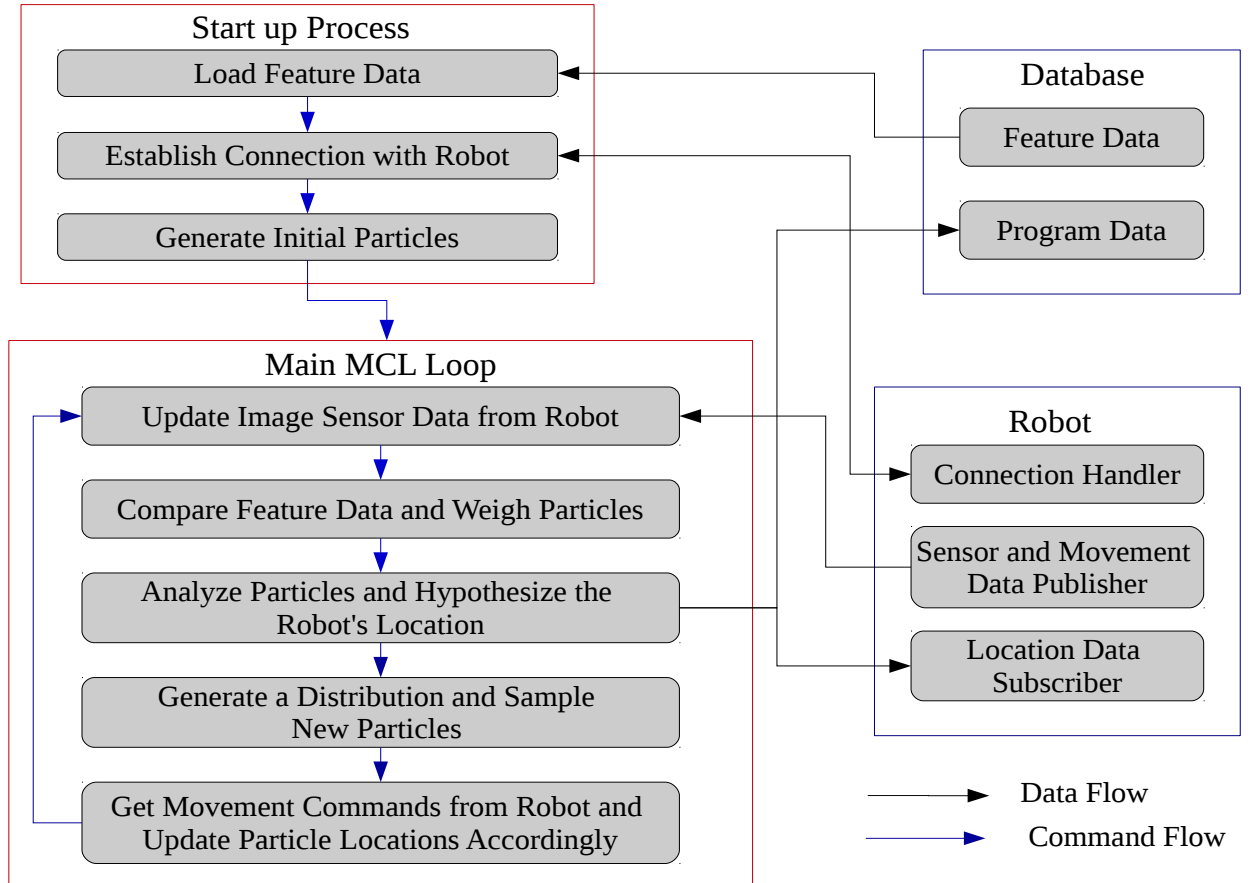 Start up Process
Load Feature Data
Establish Connection with Robot
Generate Initial Particles
Database
Feature Data
Program Data
Main MCL Loop
Update Image Sensor Data from Robot
Compare Feature Data and Weigh Particles
Analyze Particles and Hypothesize the
Robot's Location
Generate a Distribution and Sample
New Particles
Get Movement Commands from Robot and
Update Particle Locations Accordingly
Robot
Connection Handler
Sensor and Movement
Data Publisher
Location Data
Subscriber
Data Flow
Command Flow